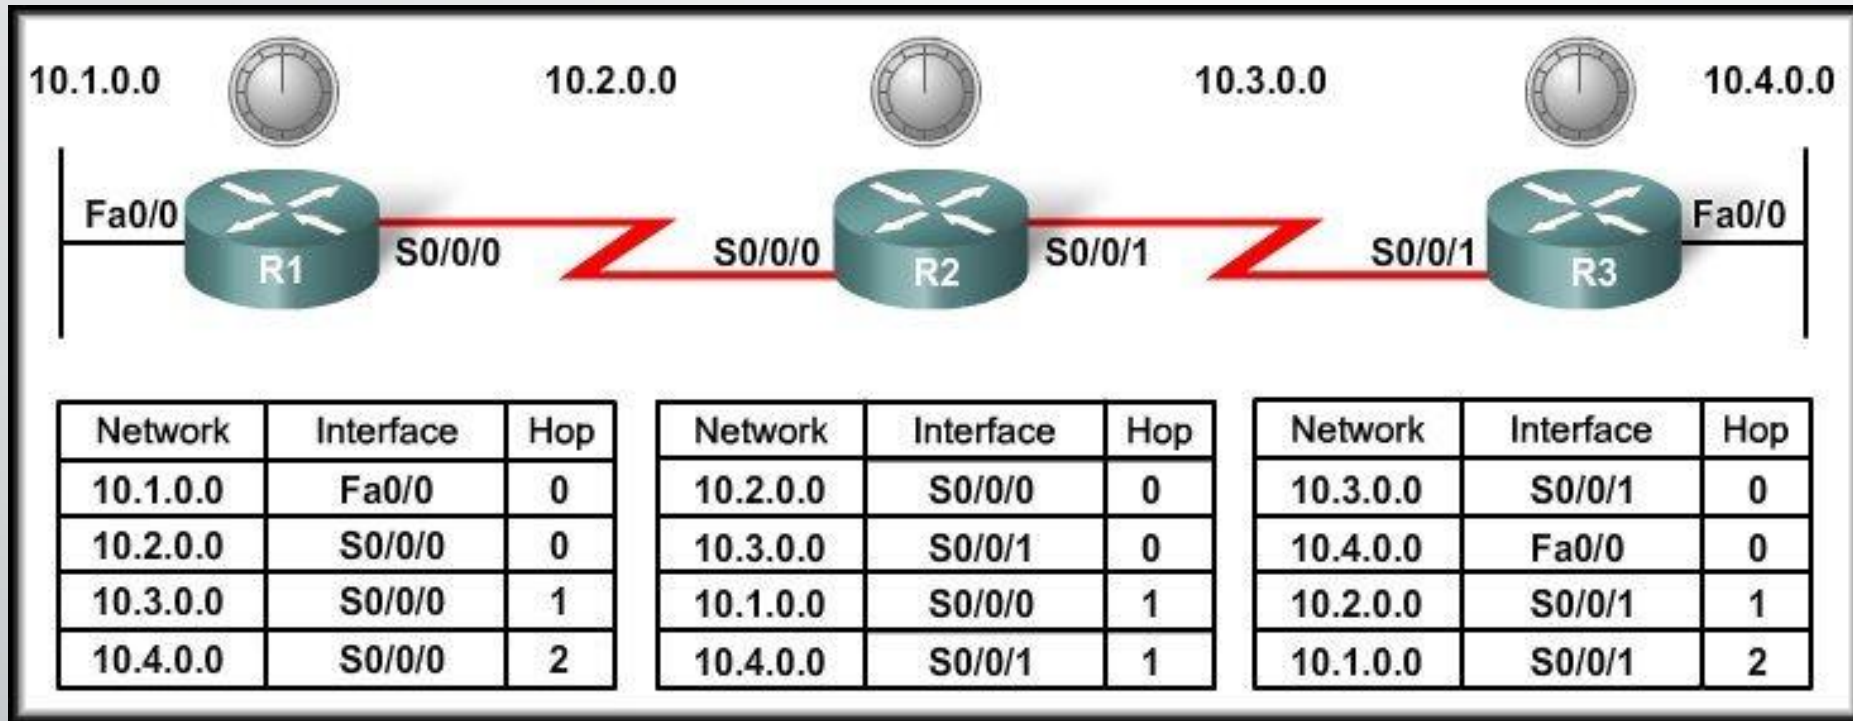 10.1.0.0 10.2.0.0 10.3.0.0 10.4.0.0
Fa0/0 Fa0/0
S0/0/0 S0/0/0 S0/0/1 S0/0/1
R1 R2 R3
Network Interface Hop
10.1.0.0 Fa0/0 0
10.2.0.0 S0/0/0 0
10.3.0.0 S0/0/0 1
10.4.0.0 S0/0/0 2
Network Interface Hop
10.2.0.0 S0/0/0 0
10.3.0.0 S0/0/1 0
10.1.0.0 S0/0/0 1
10.4.0.0 S0/0/1 1
Network Interface Hop
10.3.0.0 S0/0/1 0
10.4.0.0 Fa0/0 0
10.2.0.0 S0/0/1 1
10.1.0.0 S0/0/1 2